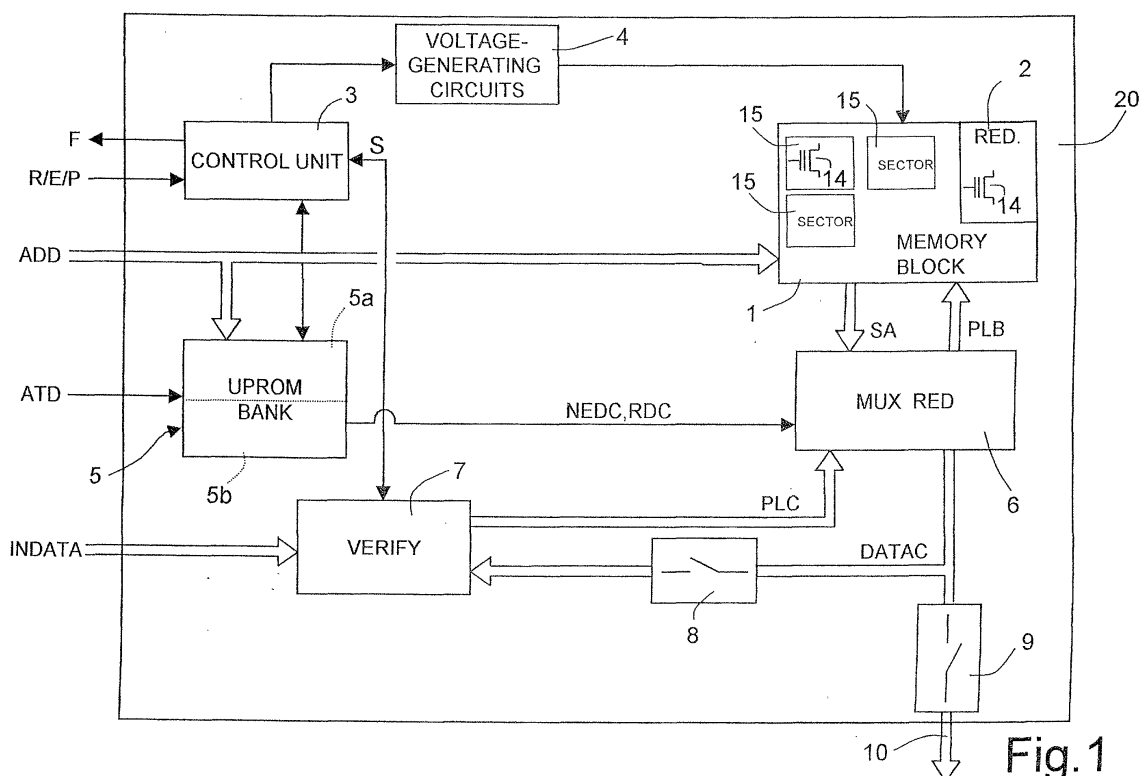 VOLTAGE-
GENERATING
CIRCUITS
4
2
3
15
15
20
F
S
RED.
CONTROL UNIT
14
SECTOR
R/E/P
15
14
SECTOR
ADD
MEMORY
BLOCK
5a
1
SA
PLB
UPROM
BANK
ATD
MUX RED
NEDC,RDC
5
5b
7
6
PLC
INDATA
VERIFY
DATAC
8
9
10
Fig.1